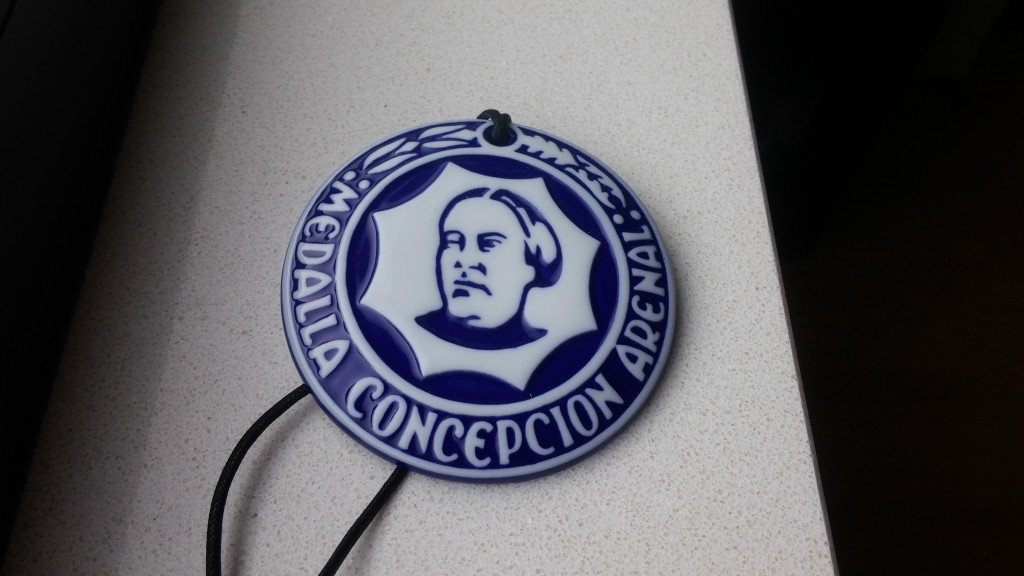 :MEDALLA CONCEPCION ARENAL: